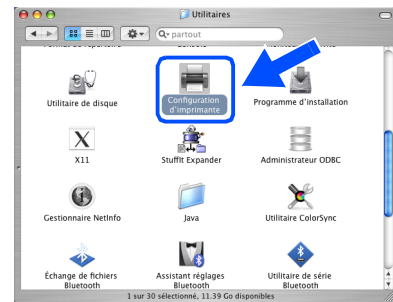 Utilitaires
partout
Utilitaire de disque
Configuration
d'imprimante
Programme d'installation
X11
StuffIt Expander
Administrateur ODBC
Gestionnaire NetInfo
Java
Utilitaire ColorSync
Échange de fichiers
Bluetooth
Assistant réglages
Bluetooth
Utilitaire de série
Bluetooth
1 sur 30 sélectionné, 11.39 Go disponibles